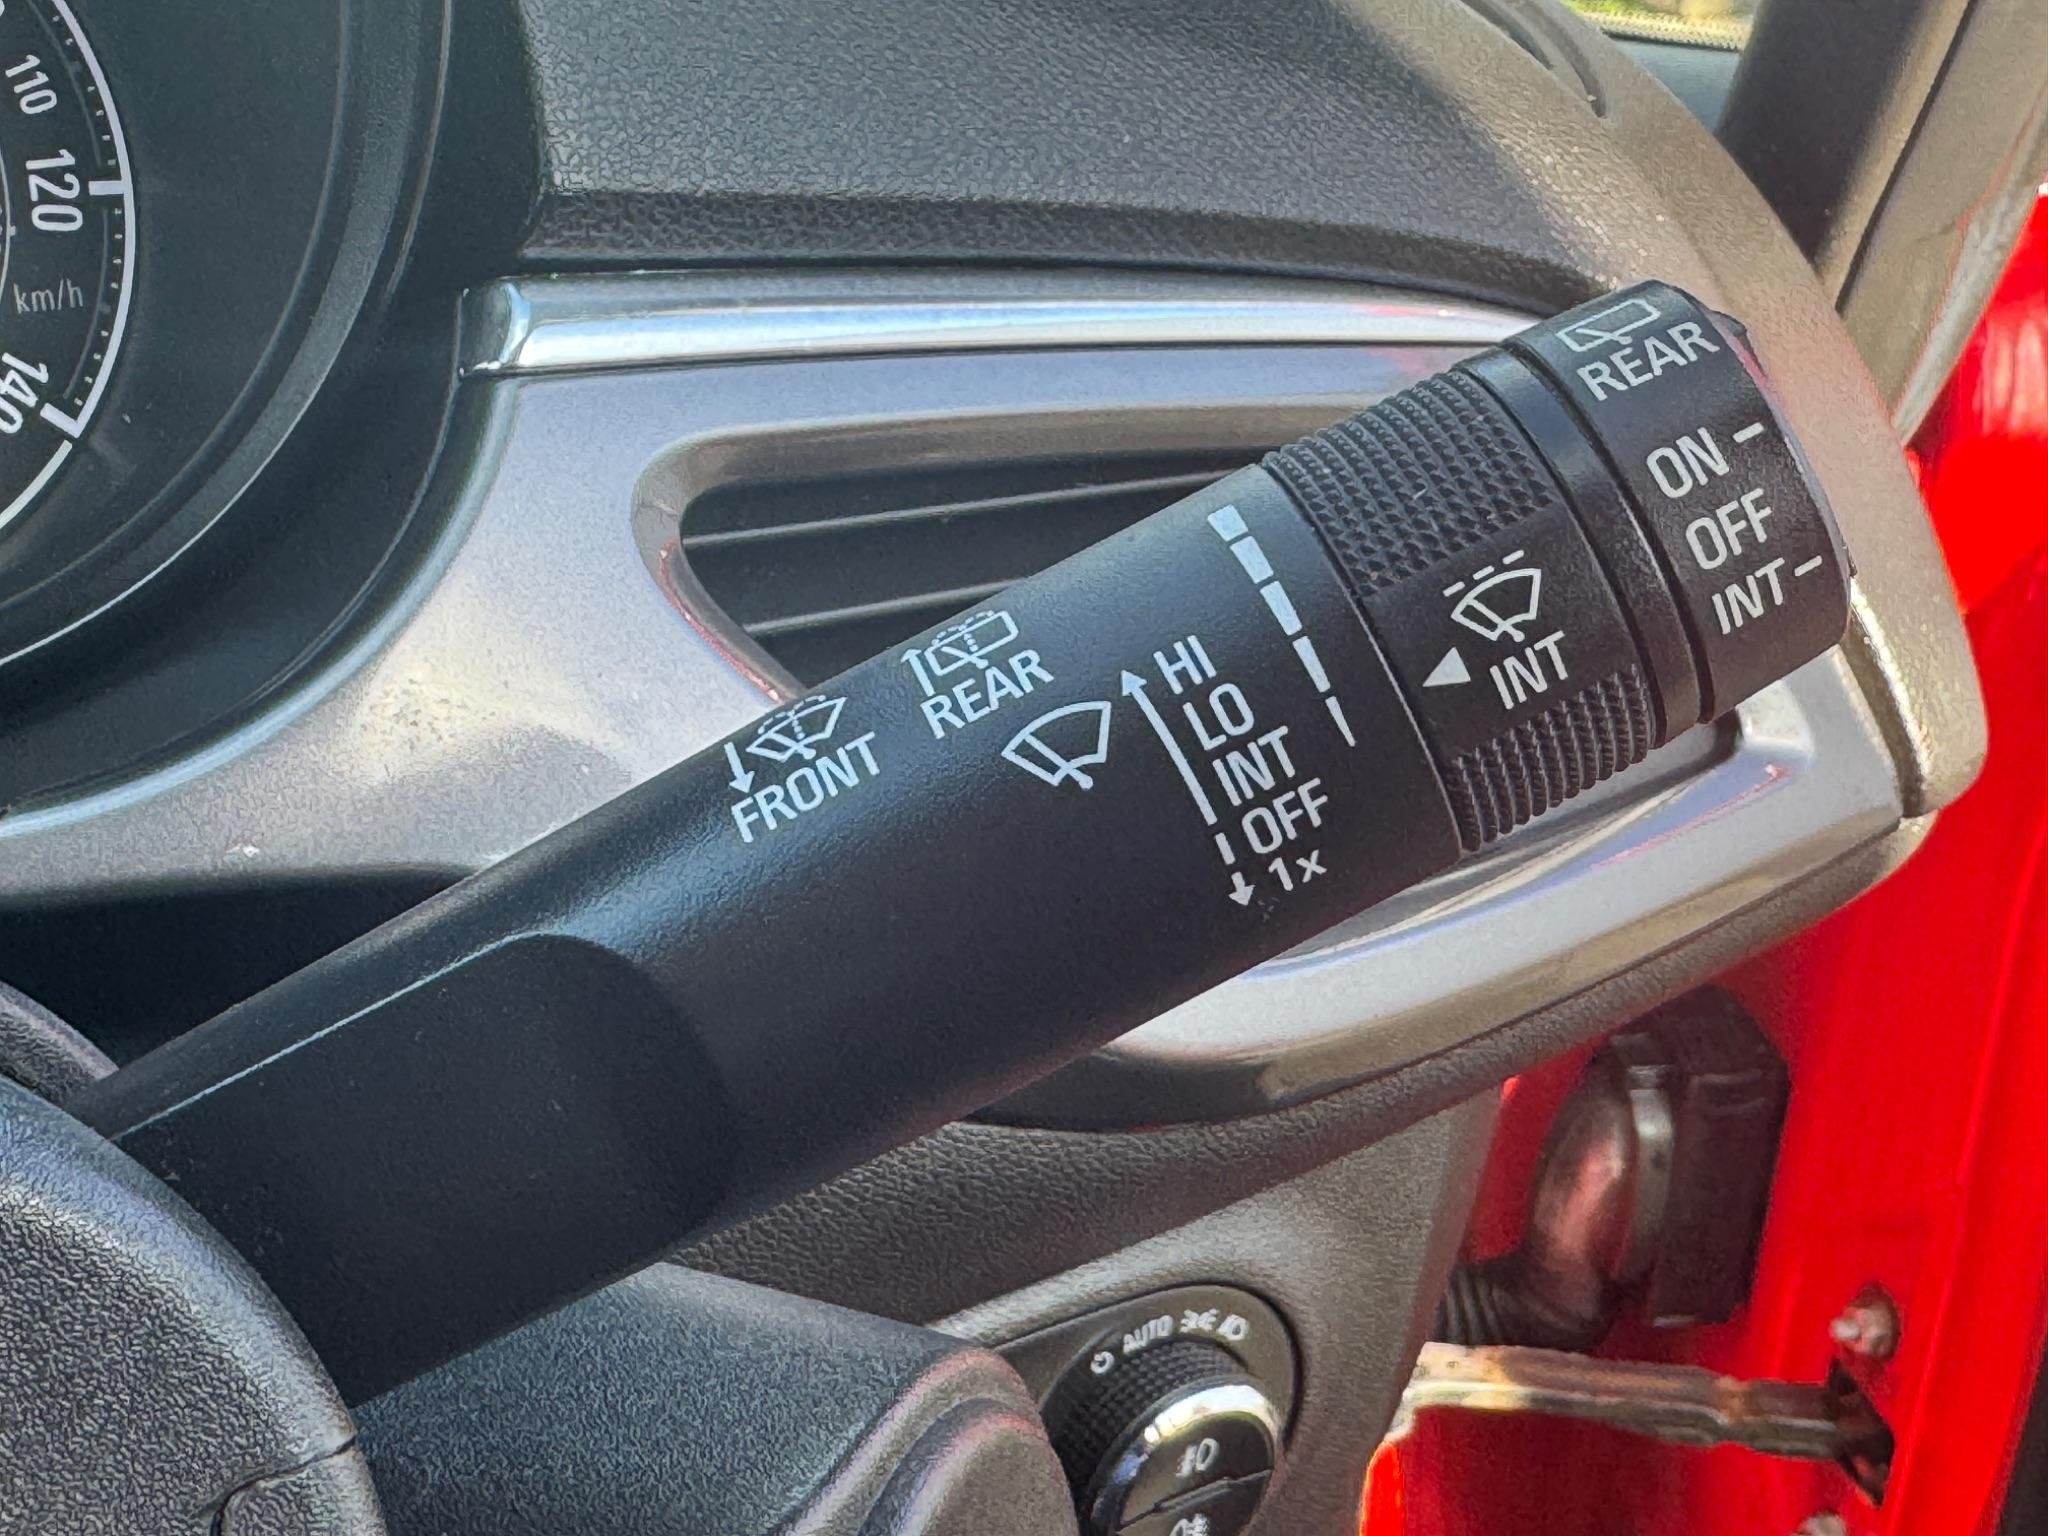 110
120
km/h
140
REAR
ON
OFF
INT
INT
HI
LO
INT
OFF
1x
REAR
FRONT
AUTO